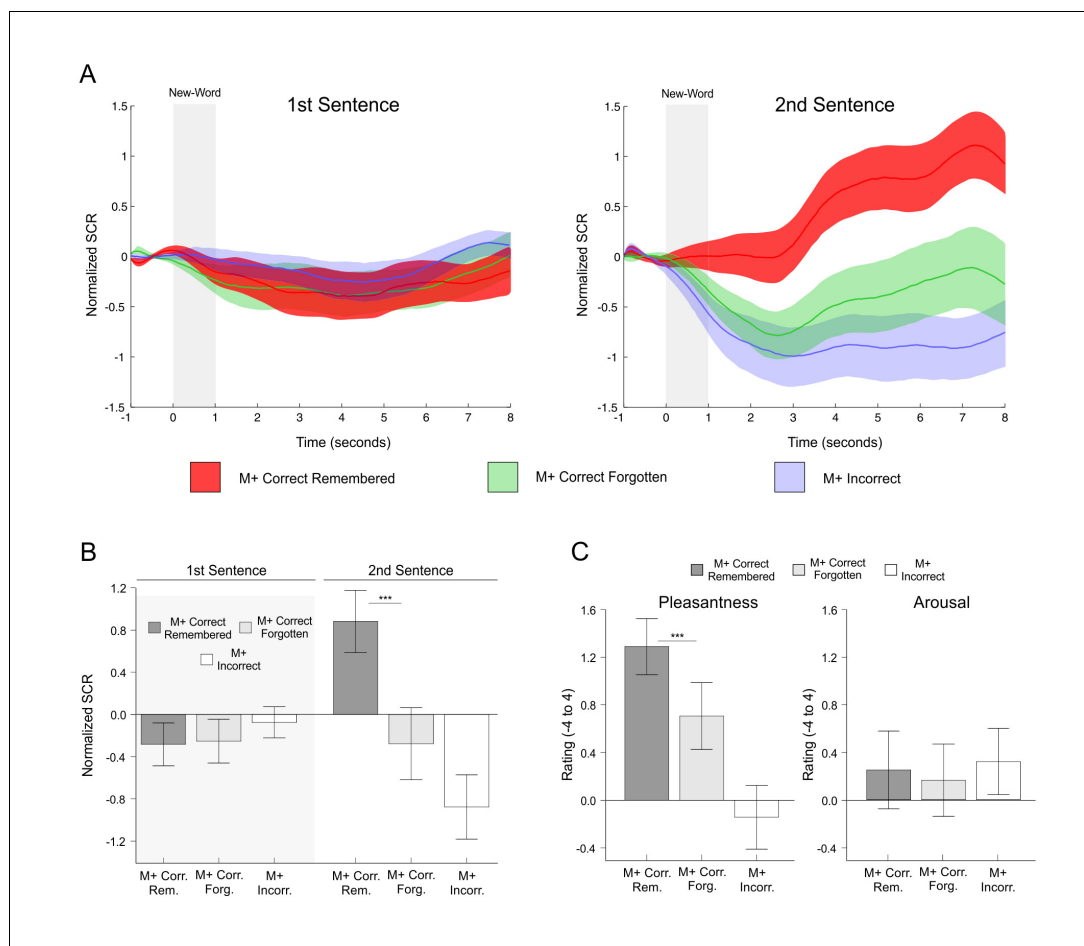 A
New-Word
1st Sentence
1.5
1
0.5
0
-0.5
-1
-1.5
Normalized SCR
-1
0
1
2
3
4
5
6
7
8
Time (seconds)
New-Word
2nd Sentence
1.5
1
0.5
0
-0.5
-1
-1.5
Normalized SCR
-1
0
1
2
3
4
5
6
7
8
Time (seconds)
M+ Correct Remembered
M+ Correct Forgotten
M+ Incorrect
B
1st Sentence
2nd Sentence
1.2
0.8
0.4
0.0
-0.4
-0.8
-1.2
Normalized SCR
M+ Correct
Remembered
M+ Correct
Forgotten
M+
Incorrect
***
M+ Corr.
Rem.
M+ Corr.
Forg.
M+
Incorr.
M+ Corr.
Rem.
M+ Corr.
Forg.
M+
Incorr.
C
M+ Correct
Remembered
M+ Correct
Forgotten
M+
Incorrect
Pleasantness
1.6
1.2
0.8
0.4
0.0
-0.4
Rating (-4 to 4)
***
M+ Corr.
Rem.
M+ Corr.
Forg.
M+
Incorr.
Arousal
1.6
1.2
0.8
0.4
0.0
-0.4
Rating (-4 to 4)
M+ Corr.
Rem.
M+ Corr.
Forg.
M+
Incorr.